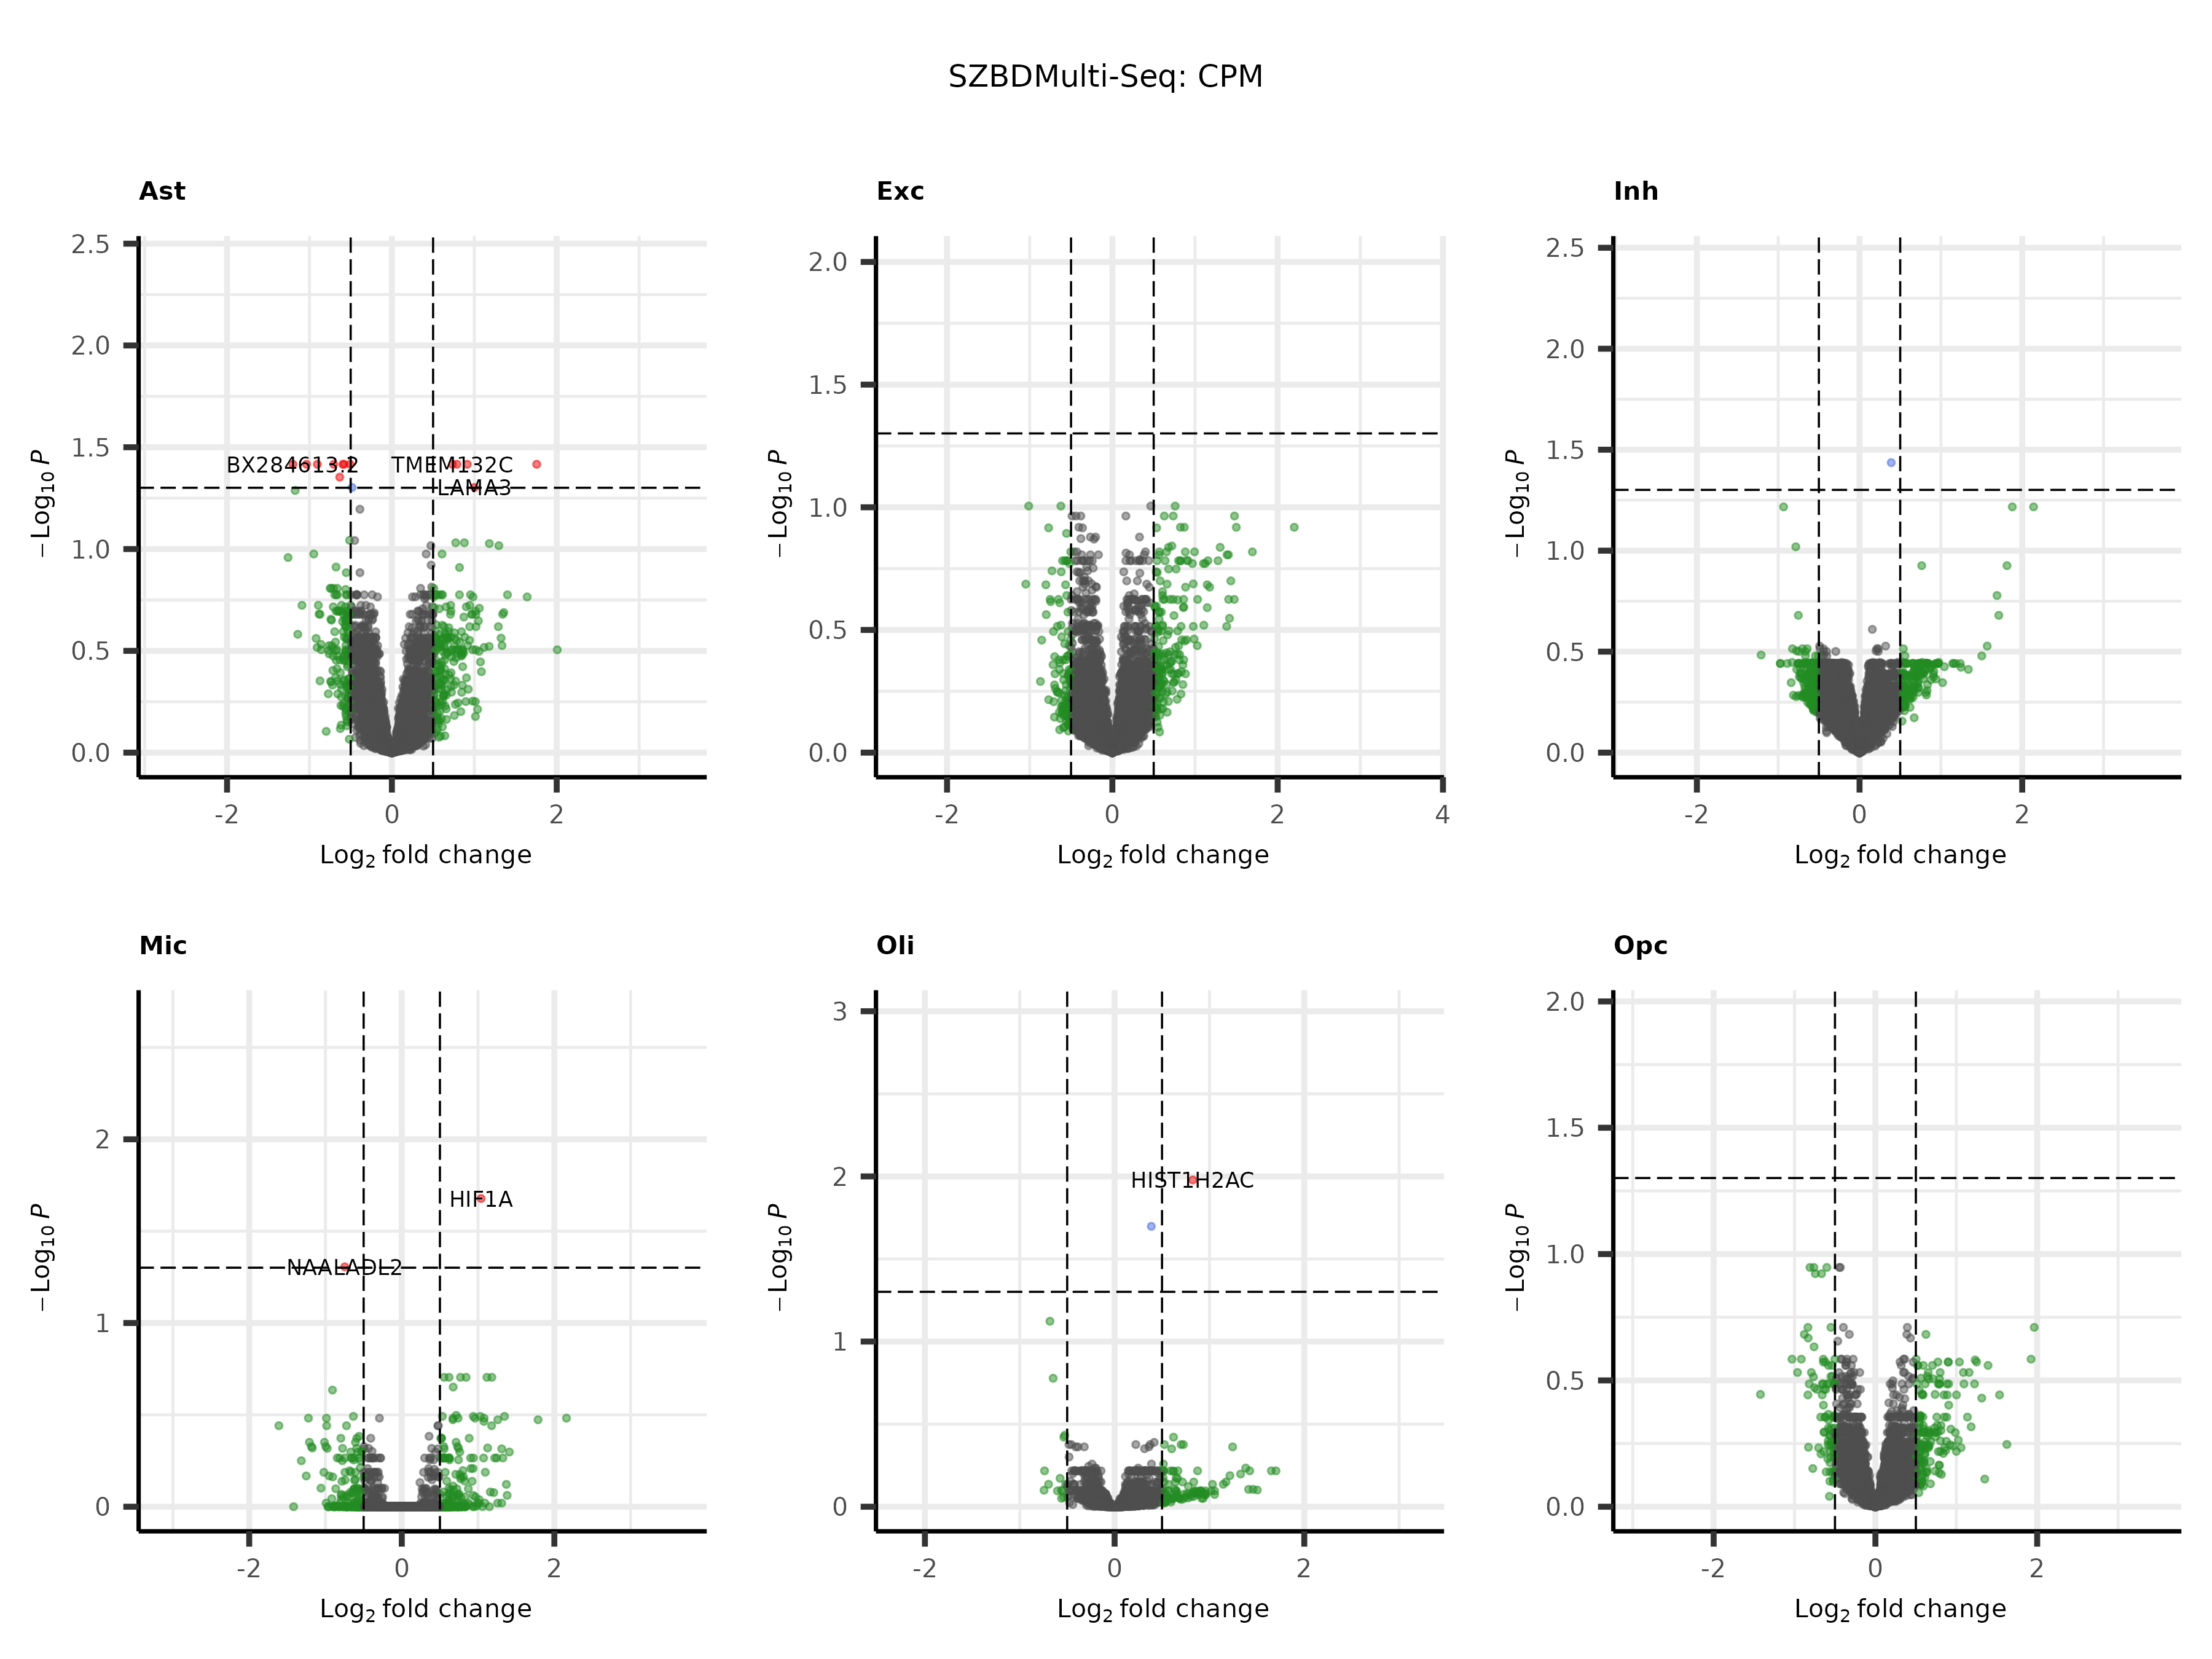 SZBDMulti-Seq: CPM
Ast
2.5
2.0
1.5
1.0
0.5
0.0
−Log10 P
BX284613.2
TMEM132C
LAMA3
-2 0 2
Log2 fold change
Exc
2.0
1.5
1.0
0.5
0.0
−Log10 P
-2 0 2 4
Log2 fold change
Inh
2.5
2.0
1.5
1.0
0.5
0.0
−Log10 P
-2 0 2
Log2 fold change
Mic
2
1
0
−Log10 P
HIF1A
NAALADL2
-2 0 2
Log2 fold change
Oli
3
2
1
0
−Log10 P
HIST1H2AC
-2 0 2
Log2 fold change
Opc
2.0
1.5
1.0
0.5
0.0
−Log10 P
-2 0 2
Log2 fold change